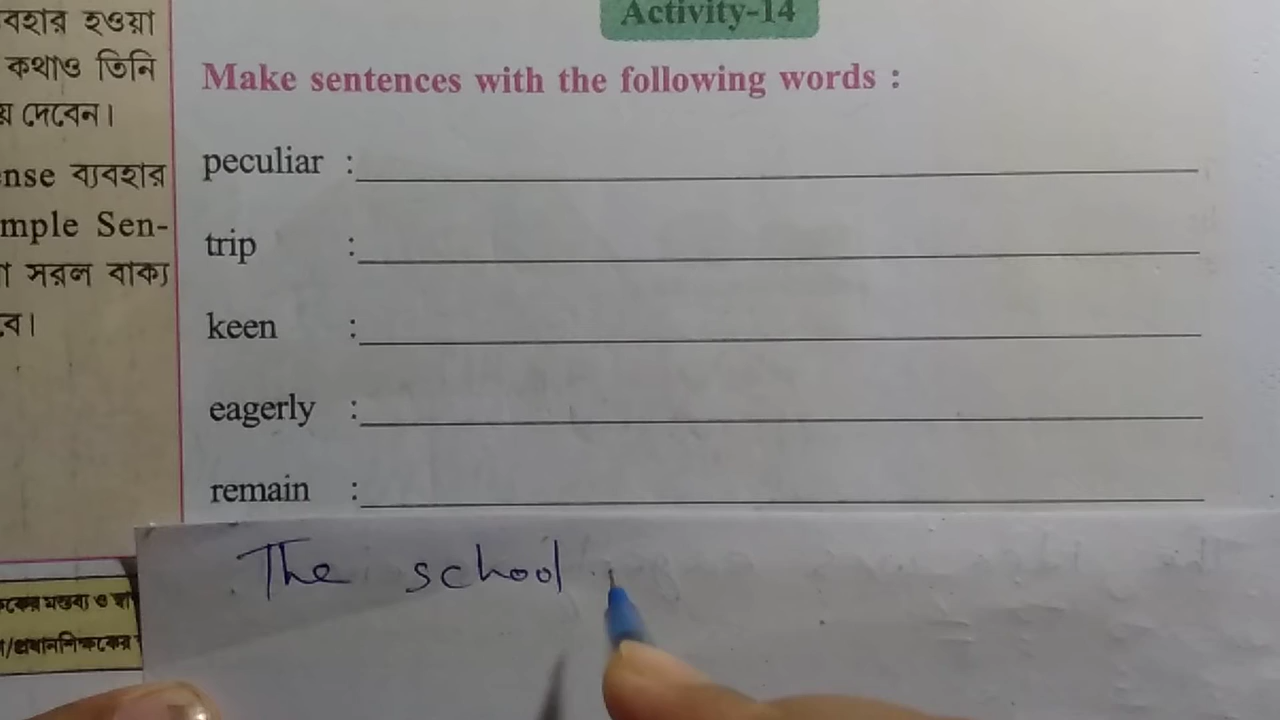 বহার হওয়া
কথাও তিনি
দেবেন।
nse ব্যবহার
mple Sen-
সরল বাক্য
বে।
Activity-14
Make sentences with the following words :
peculiar :
trip :
keen :
eagerly :
remain :
The school